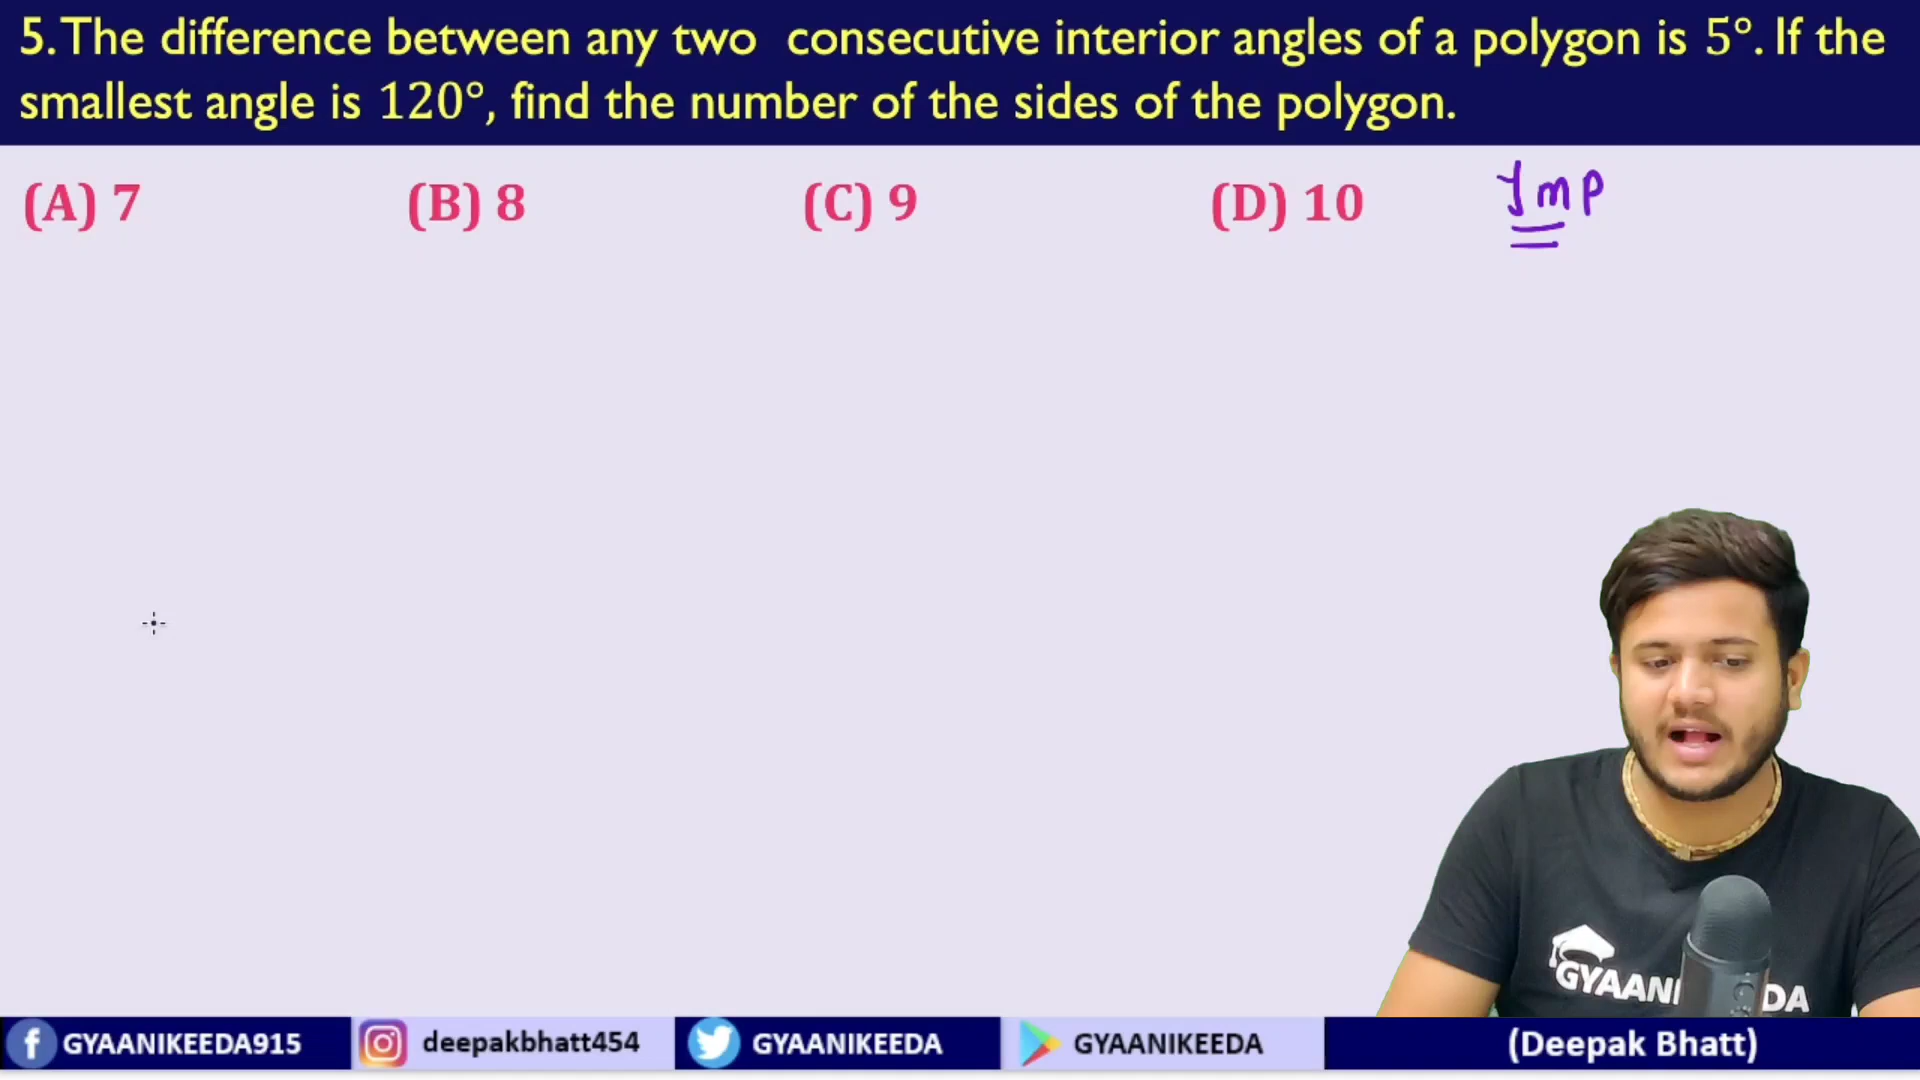 5. The difference between any two consecutive interior angles of a polygon is 5°. If the
smallest angle is 120°, find the number of the sides of the polygon.
(A) 7 (B) 8 (C) 9 (D) 10 Imp
GYAANIKEEDA
GYAANIKEEDA915 deepakbhatt454 GYAANIKEEDA GYAANIKEEDA (Deepak Bhatt)